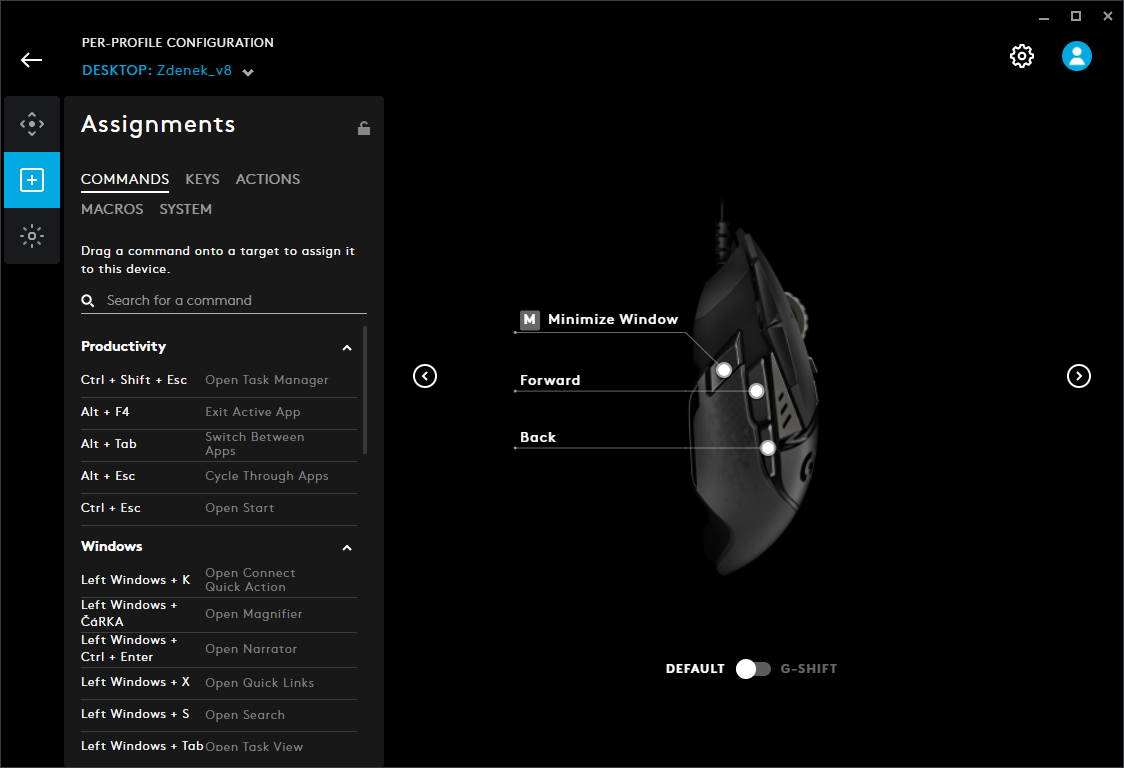 PER-PROFILE CONFIGURATION
DESKTOP: Zdenek_v8
Assignments
COMMANDS KEYS ACTIONS
MACROS SYSTEM
Drag a command onto a target to assign it
to this device.
Search for a command
Productivity
Ctrl + Shift + Esc Open Task Manager
Alt + F4 Exit Active App
Alt + Tab Switch Between
Apps
Alt + Esc Cycle Through Apps
Ctrl + Esc Open Start
Windows
Left Windows + K Open Connect
Quick Action
Left Windows +
ČáRKA Open Magnifier
Left Windows +
Ctrl + Enter Open Narrator
Left Windows + X Open Quick Links
Left Windows + S Open Search
Left Windows + Tab Open Task View
M Minimize Window
Forward
Back
DEFAULT G-SHIFT